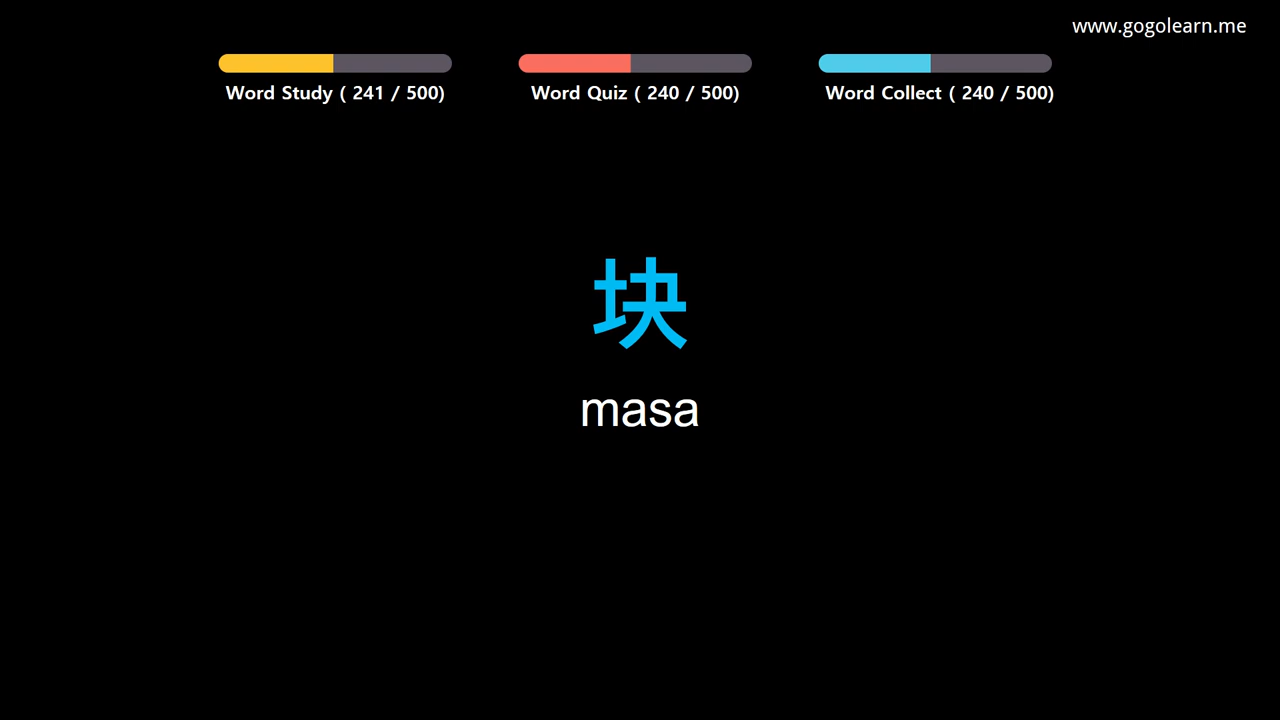 www.gogolearn.me
Word Study ( 241 / 500)
Word Quiz ( 240 / 500)
Word Collect ( 240 / 500)
块
masa